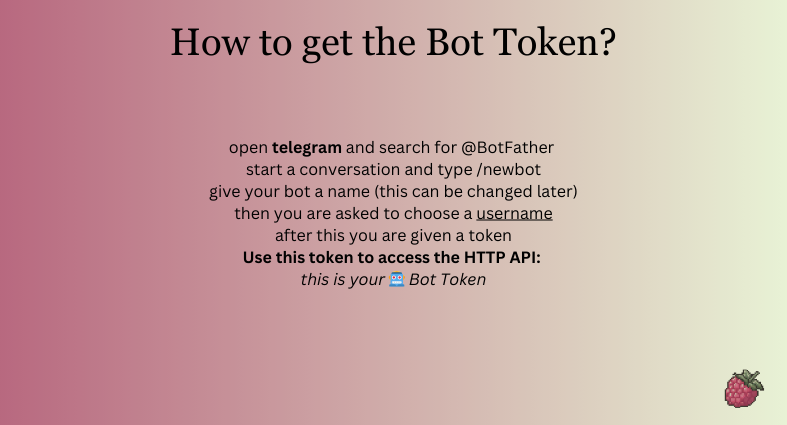 How to get the Bot Token?
open telegram and search for @BotFather
start a conversation and type /newbot
give your bot a name (this can be changed later)
then you are asked to choose a username
after this you are given a token
Use this token to access the HTTP API:
this is your 🤖 Bot Token